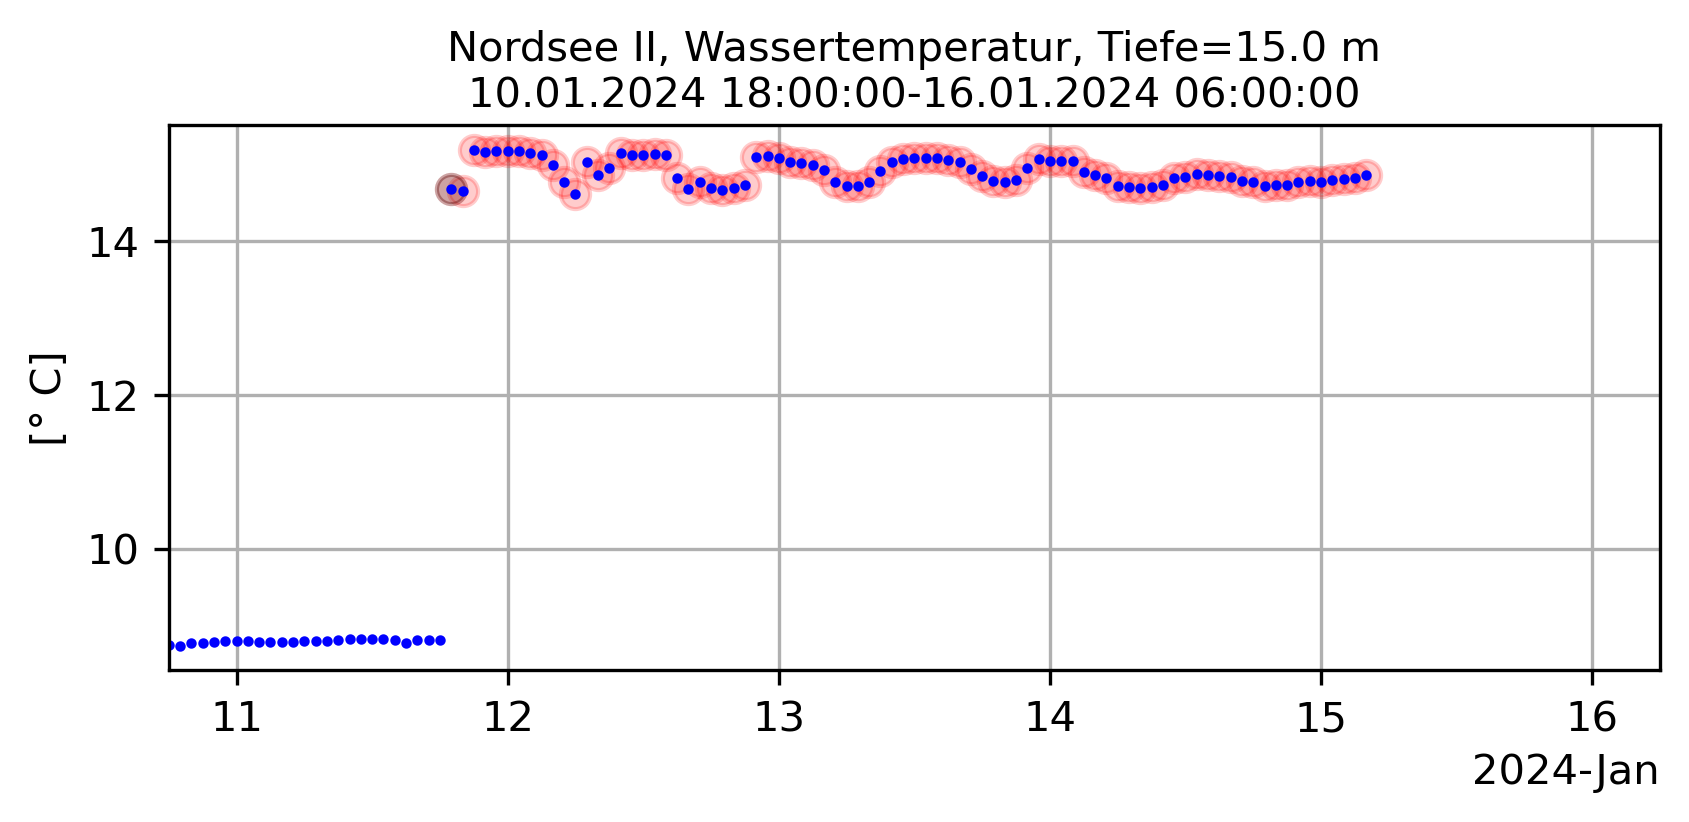 Nordsee II, Wassertemperatur, Tiefe=15.0 m
10.01.2024 18:00:00-16.01.2024 06:00:00
[° C]
14
12
10
11 12 13 14 15 16
2024-Jan